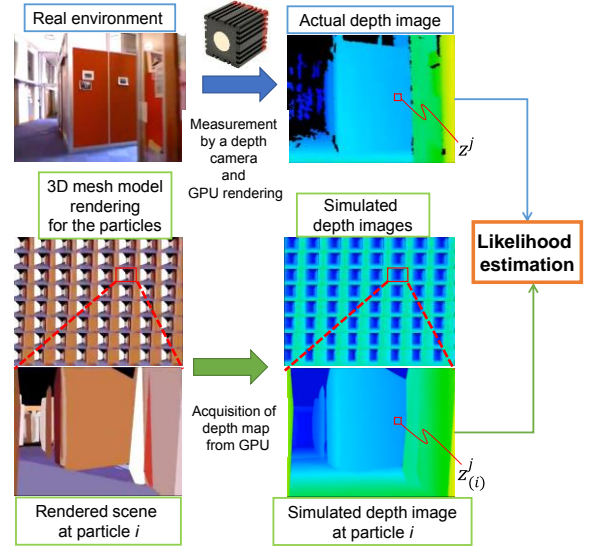 Real environment
Actual depth image
Measurement
by a depth
camera
and
GPU rendering
z^j
3D mesh model
rendering
for the particles
Simulated
depth images
Likelihood
estimation
Acquisition of
depth map
from GPU
z^j_(i)
Rendered scene
at particle i
Simulated depth image
at particle i